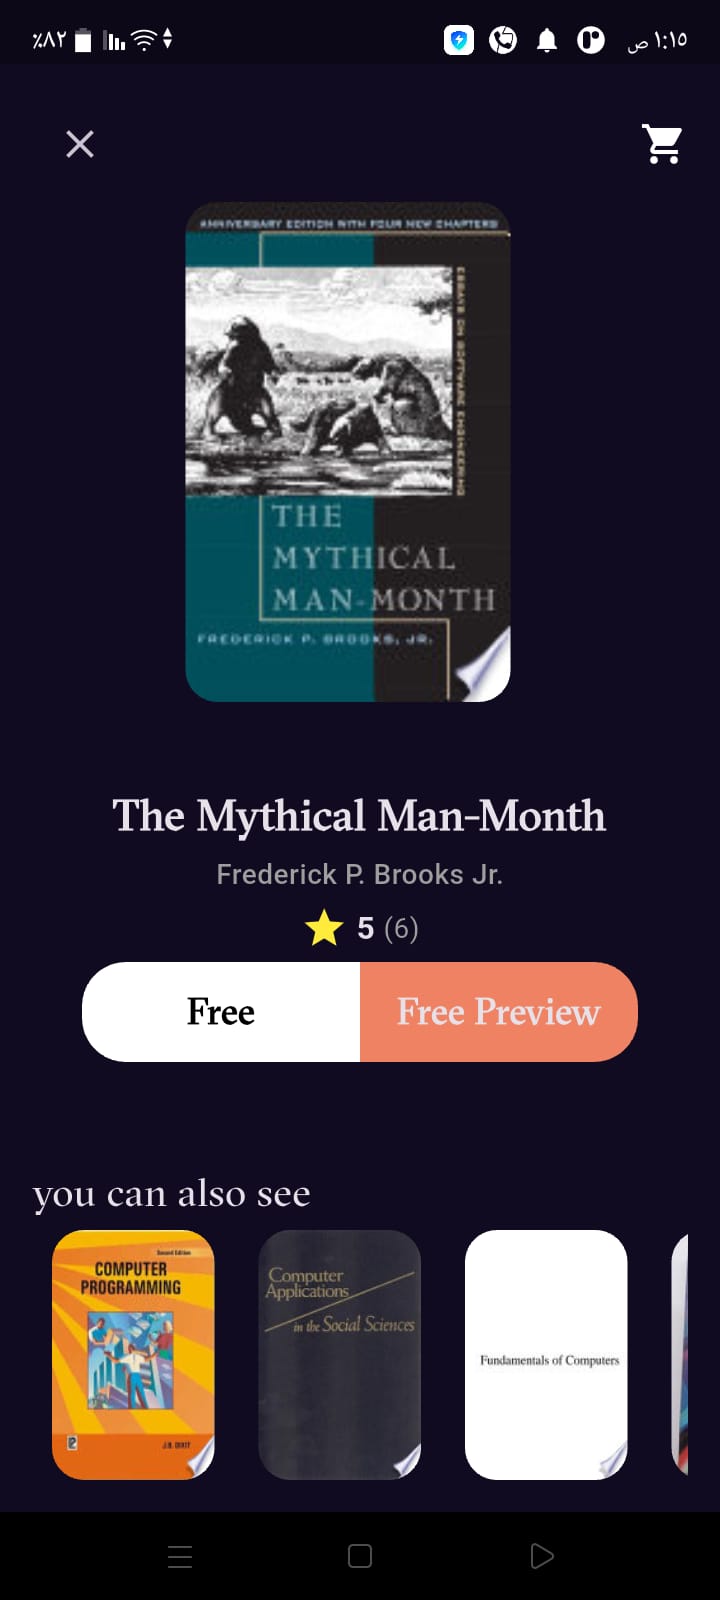 ٪٨٢
١:١٥ ص
ANNIVERSARY EDITION WITH FOUR NEW CHAPTERS
ESSAYS ON SOFTWARE ENGINEERING
THE
MYTHICAL
MAN-MONTH
FREDERICK P. BROOKS, JR.
The Mythical Man-Month
Frederick P. Brooks Jr.
5 (6)
Free
Free Preview
you can also see
Second Edition
COMPUTER
PROGRAMMING
J.B. DIXIT
Computer
Applications
in the Social Sciences
Fundamentals of Computers